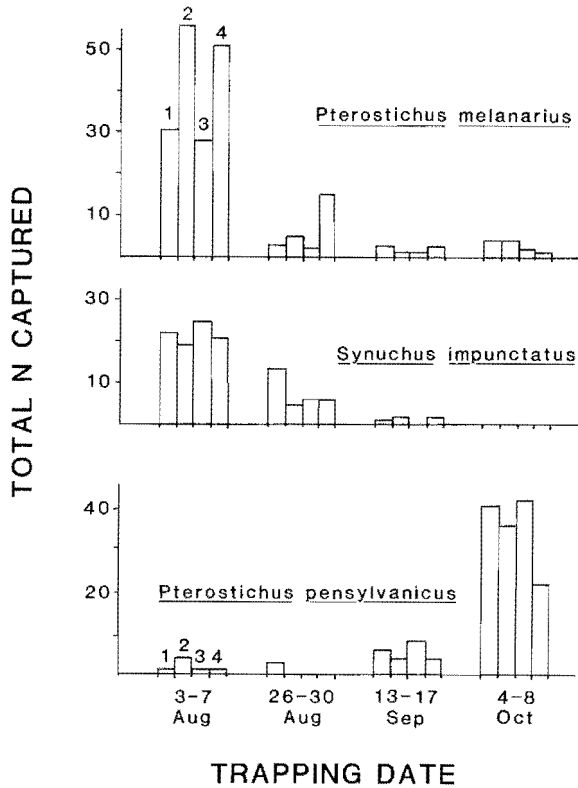 TOTAL N CAPTURED
50
30
10
1
2
3
4
Pterostichus melanarius
30
10
Synuchus impunctatus
40
20
Pterostichus pensylvanicus
1
2
3
4
3-7
Aug
26-30
Aug
13-17
Sep
4-8
Oct
TRAPPING DATE